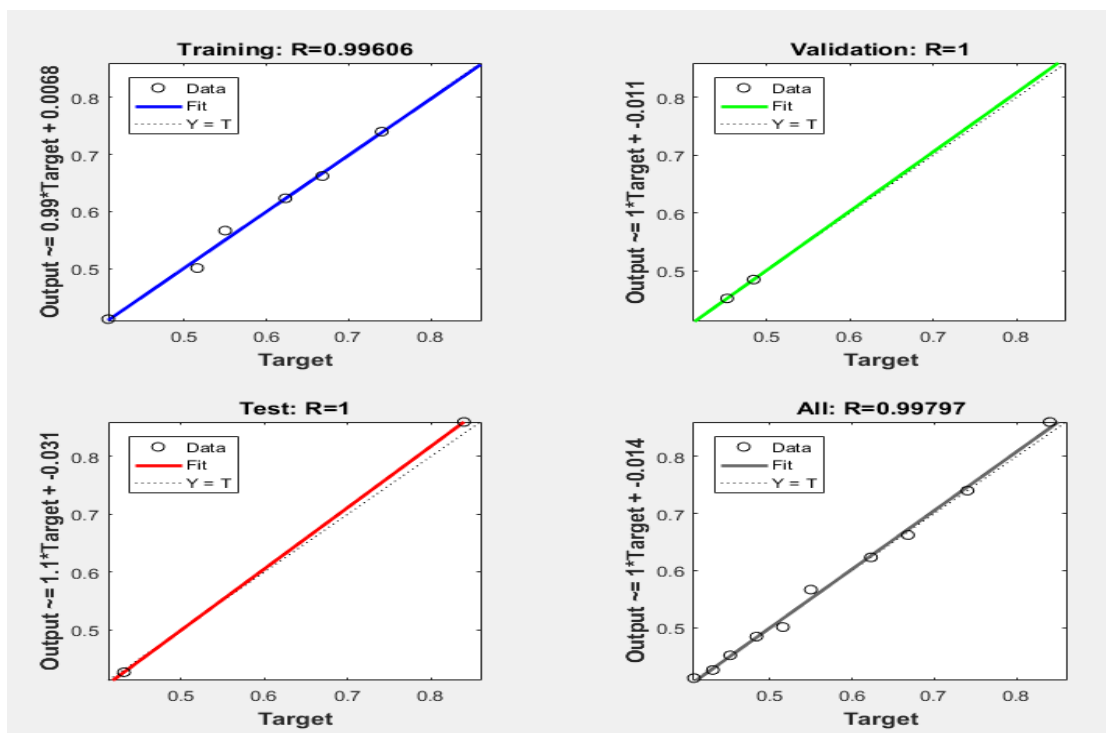 Training: R=0.99606
Output ~= 0.99*Target + 0.0068
Data
Fit
Y = T
0.8
0.7
0.6
0.5
0.5 0.6 0.7 0.8
Target
Validation: R=1
Output ~= 1*Target + -0.011
Data
Fit
Y = T
0.8
0.7
0.6
0.5
0.5 0.6 0.7 0.8
Target
Test: R=1
Output ~= 1.1*Target + -0.031
Data
Fit
Y = T
0.8
0.7
0.6
0.5
0.5 0.6 0.7 0.8
Target
All: R=0.99797
Output ~= 1*Target + -0.014
Data
Fit
Y = T
0.8
0.7
0.6
0.5
0.5 0.6 0.7 0.8
Target